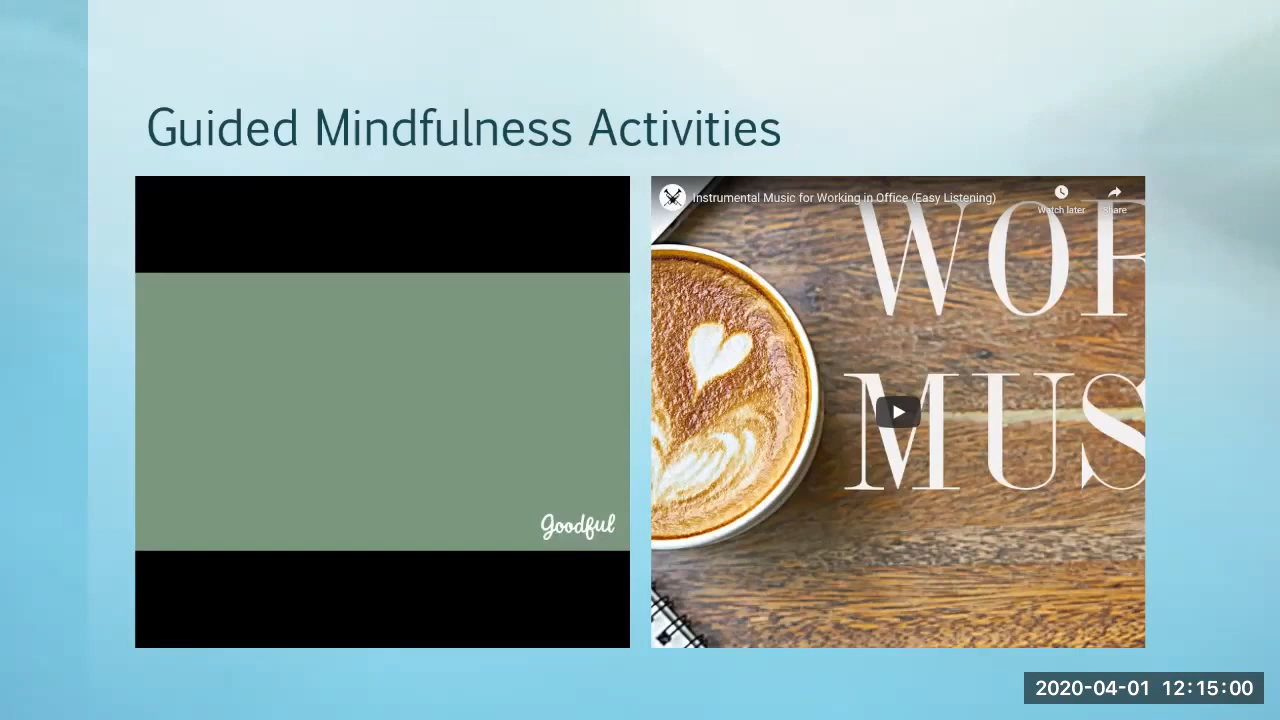 Guided Mindfulness Activities
Goodful
Instrumental Music for Working in Office (Easy Listening)
Watch later
Share
WOR
MUS
2020-04-01 12:15:00